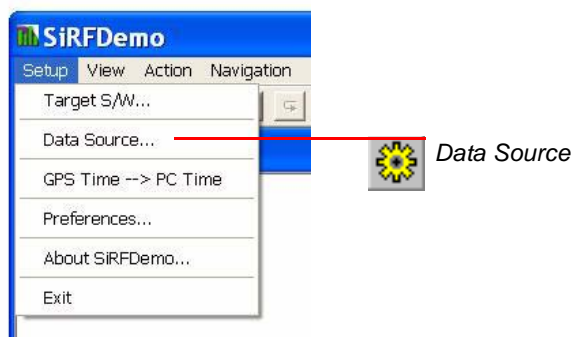 SiRFDemo
Setup View Action Navigation
Target S/W...
Data Source...
Data Source
GPS Time --> PC Time
Preferences...
About SiRFDemo...
Exit